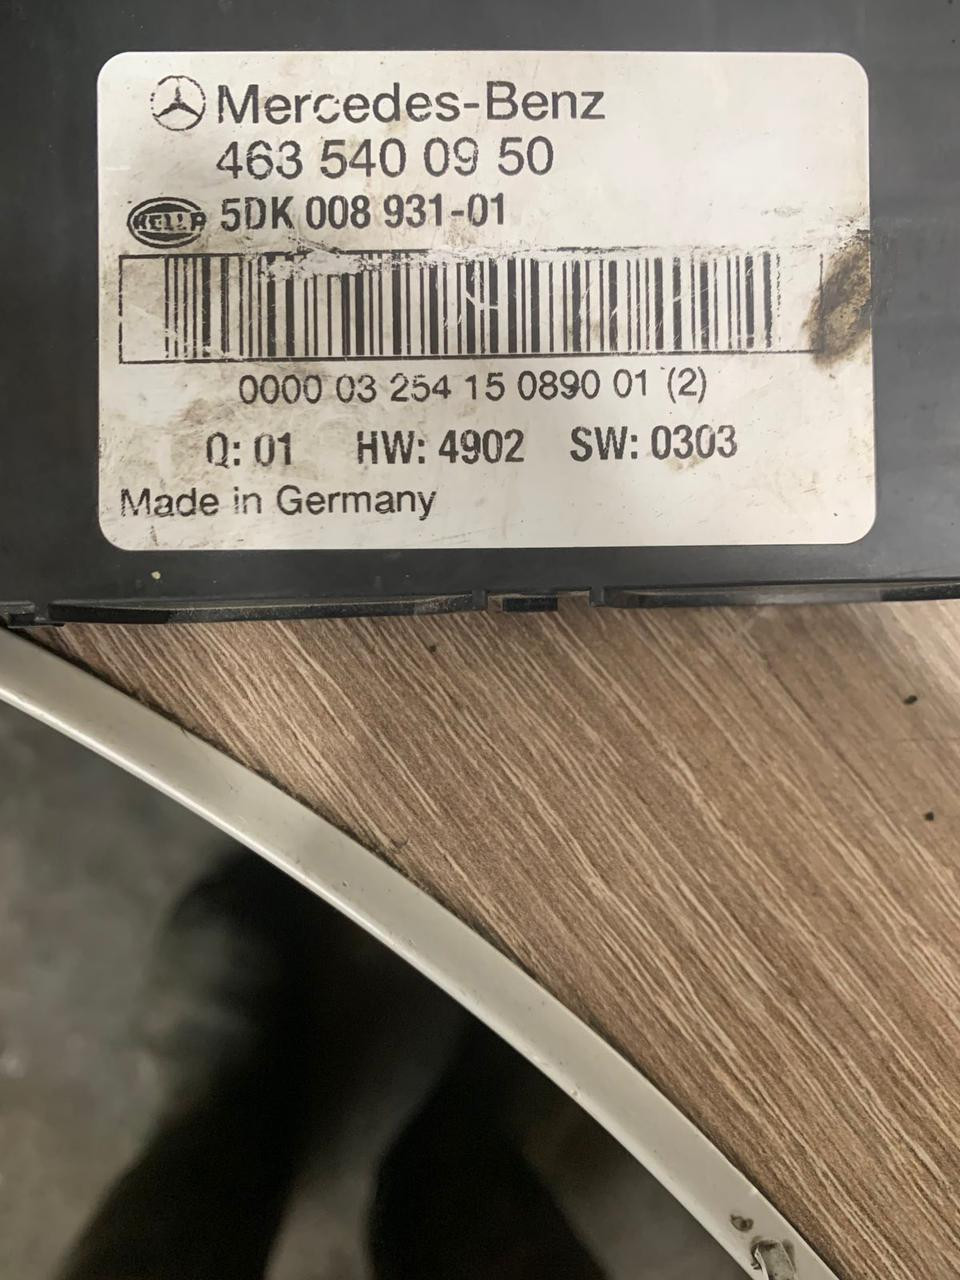 Mercedes-Benz
463 540 09 50
HELLA 5DK 008 931-01
0000 03 254 15 0890 01 (2)
Q: 01 HW: 4902 SW: 0303
Made in Germany